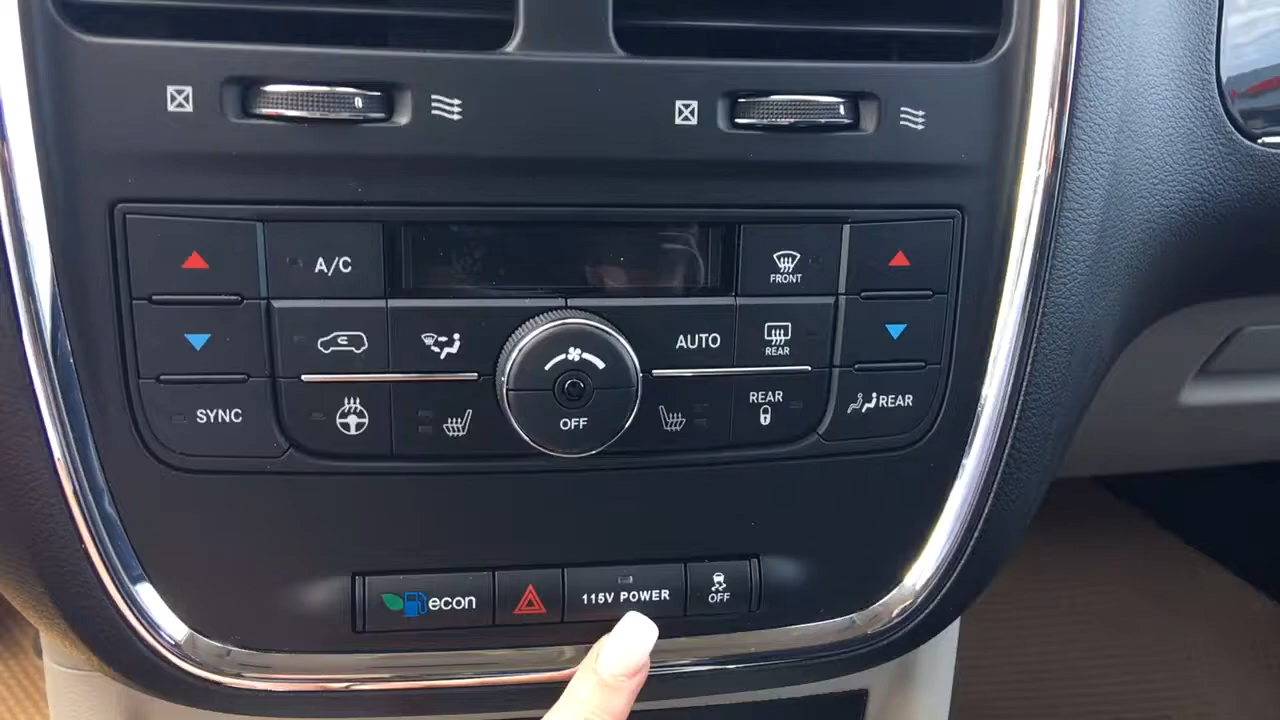 A/C
FRONT
AUTO
REAR
SYNC
REAR
REAR
OFF
econ
115V POWER
OFF